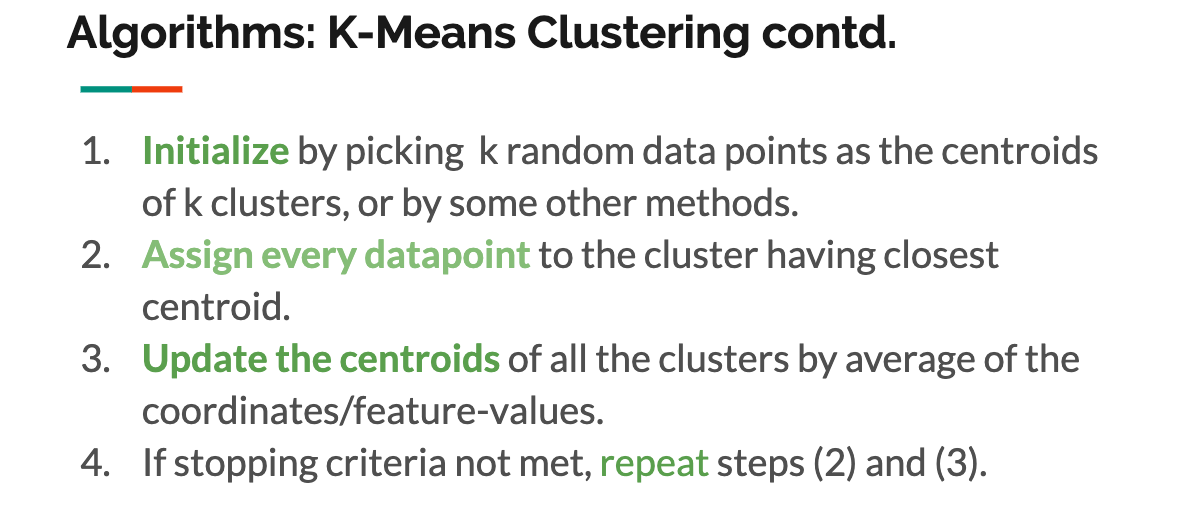 Algorithms: K-Means Clustering contd.
1. Initialize by picking k random data points as the centroids
of k clusters, or by some other methods.
2. Assign every datapoint to the cluster having closest
centroid.
3. Update the centroids of all the clusters by average of the
coordinates/feature-values.
4. If stopping criteria not met, repeat steps (2) and (3).